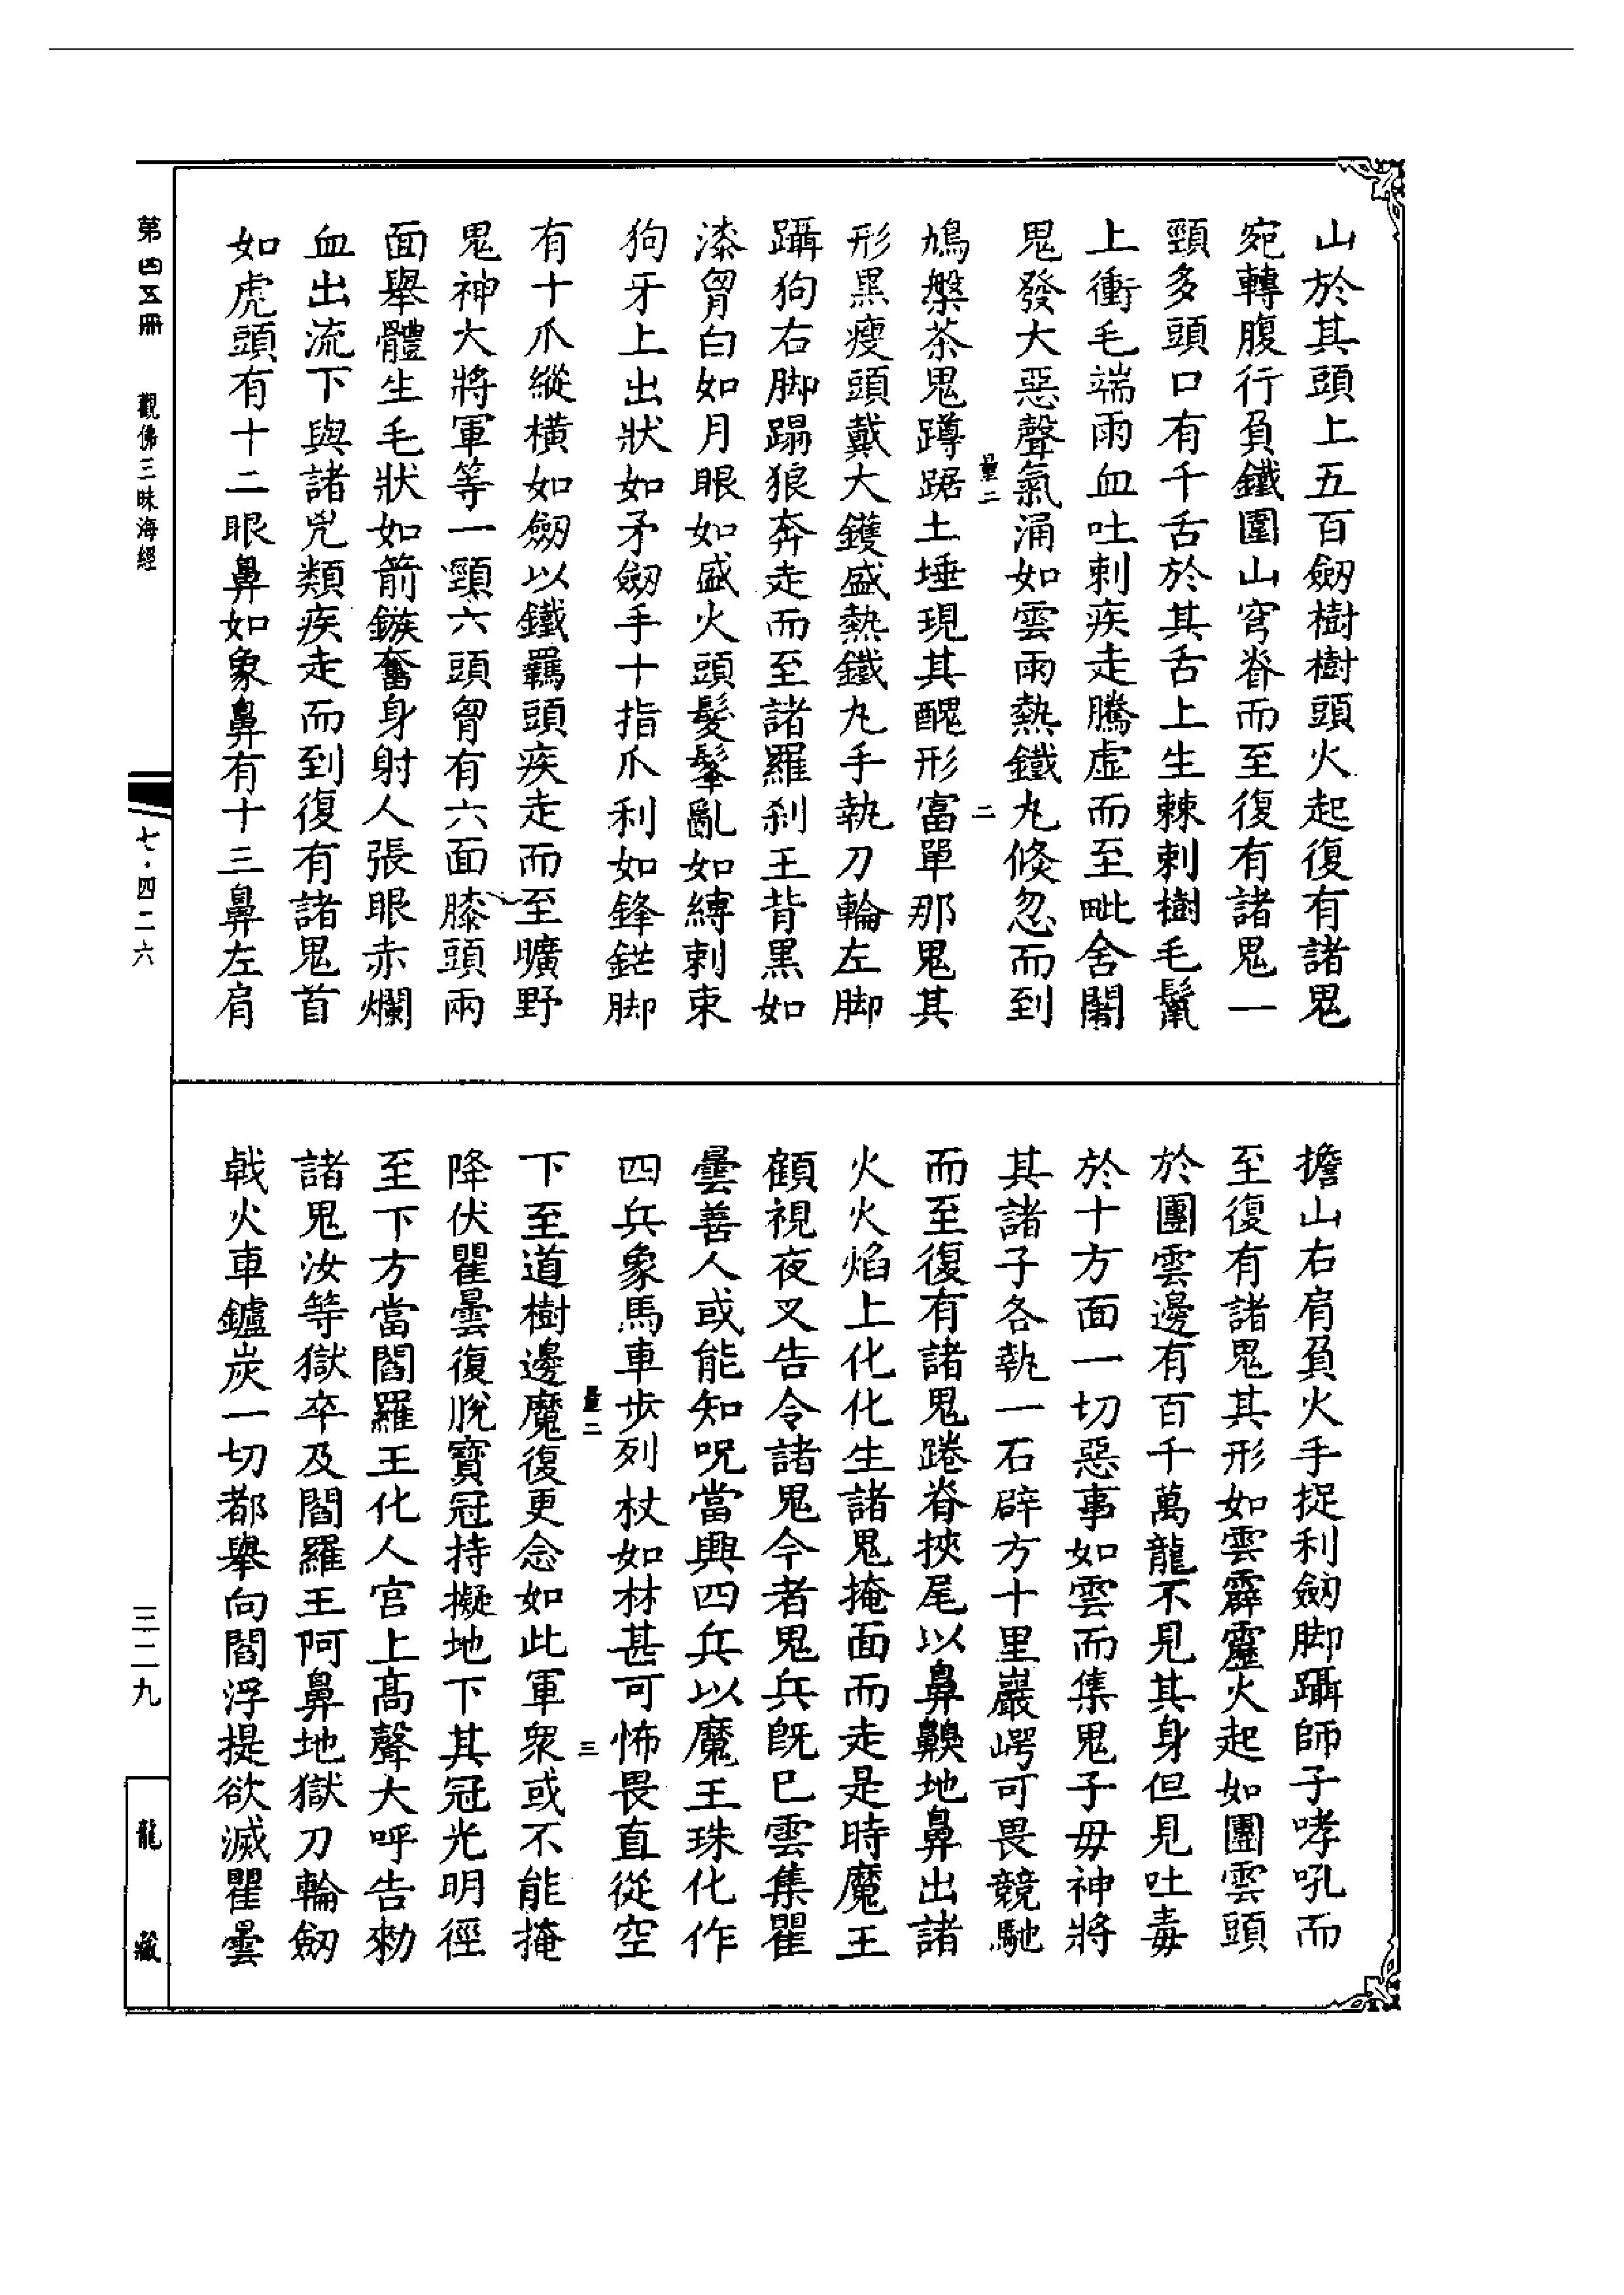 山於其頭上五百劒樹樹頭火起復有諸鬼
宛轉腹行負鐵圍山穹脊而至復有諸鬼一
頸多頭口有千舌於其舌上生棘剌樹毛髦
上衝毛端雨血吐剌疾走騰虛而至毗舍闍
鬼發大惡聲氣涌如雲雨熱鐵丸倏忽而到
量二
二
鳩槃茶鬼蹲踞土埵現其醜形富單那鬼其
形黑瘦頭戴大鑊盛熱鐵丸手執刀輪左脚
躡狗右脚蹋狼奔走而至諸羅刹王背黑如
漆胷白如月眼如盛火頭髮髼亂如縛剌束
狗牙上出狀如矛劒手十指爪利如鋒鋩脚
有十爪縱橫如劒以鐵羈頭疾走而至曠野
鬼神大將軍等一頸六頭胷有六面膝頭兩
面舉體生毛狀如箭鏃奮身射人張眼赤爛
血出流下與諸兇類疾走而到復有諸鬼首
如虎頭有十二眼鼻如象鼻有十三鼻左肩
擔山右肩負火手捉利劒脚躡師子哮吼而
至復有諸鬼其形如雲霹靂火起如團雲頭
於團雲邊有百千萬龍不見其身但見吐毒
於十方面一切惡事如雲而集鬼子母神將
其諸子各執一石辟方十里巖崿可畏競馳
而至復有諸鬼踡脊挾尾以鼻齅地鼻出諸
火火焰上化化生諸鬼掩面而走是時魔王
顧視夜叉告令諸鬼今者鬼兵旣已雲集瞿
曇善人或能知呪當興四兵以魔王珠化作
四兵象馬車步列杖如林甚可怖畏直從空
量二
三
下至道樹邊魔復更念如此軍衆或不能掩
降伏瞿曇復脫寶冠持擬地下其冠光明徑
至下方當閻羅王化人宮上高聲大呼告勑
諸鬼汝等獄卒及閻羅王阿鼻地獄刀輪劒
戟火車鑪炭一切都舉向閻浮提欲滅瞿曇
第四五冊
觀佛三昧海經
七·四二六
三二九
龍藏